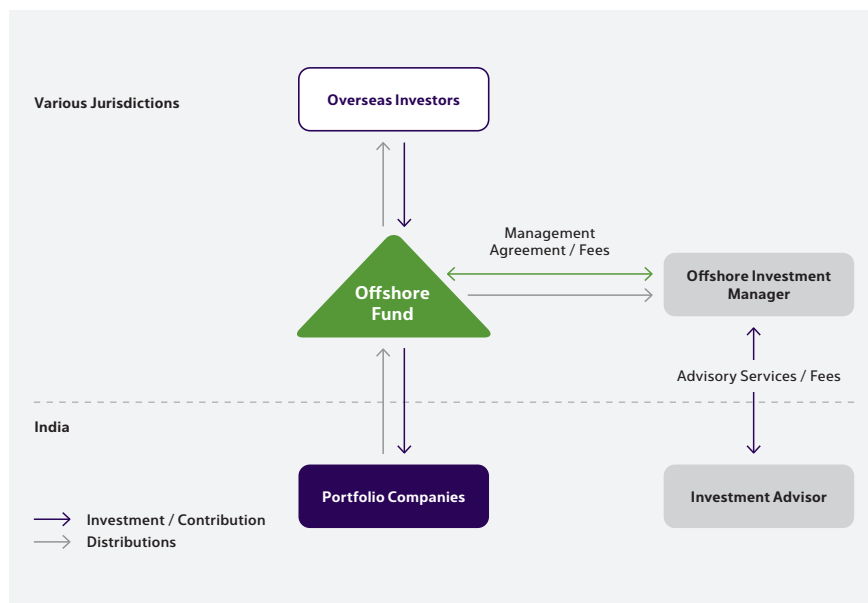 Various Jurisdictions
Overseas Investors
Management
Agreement / Fees
Offshore
Fund
Offshore Investment
Manager
Advisory Services / Fees
India
Portfolio Companies
Investment Advisor
Investment / Contribution
Distributions